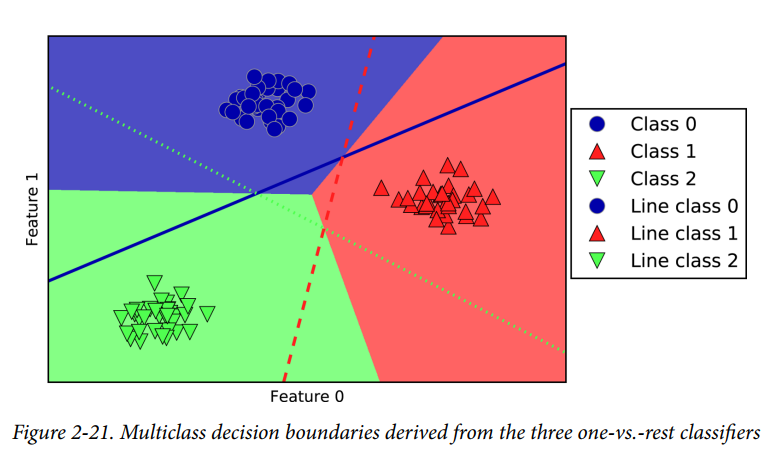 Feature 1
Class 0
Class 1
Class 2
Line class 0
Line class 1
Line class 2
Feature 0
Figure 2-21. Multiclass decision boundaries derived from the three one-vs.-rest classifiers